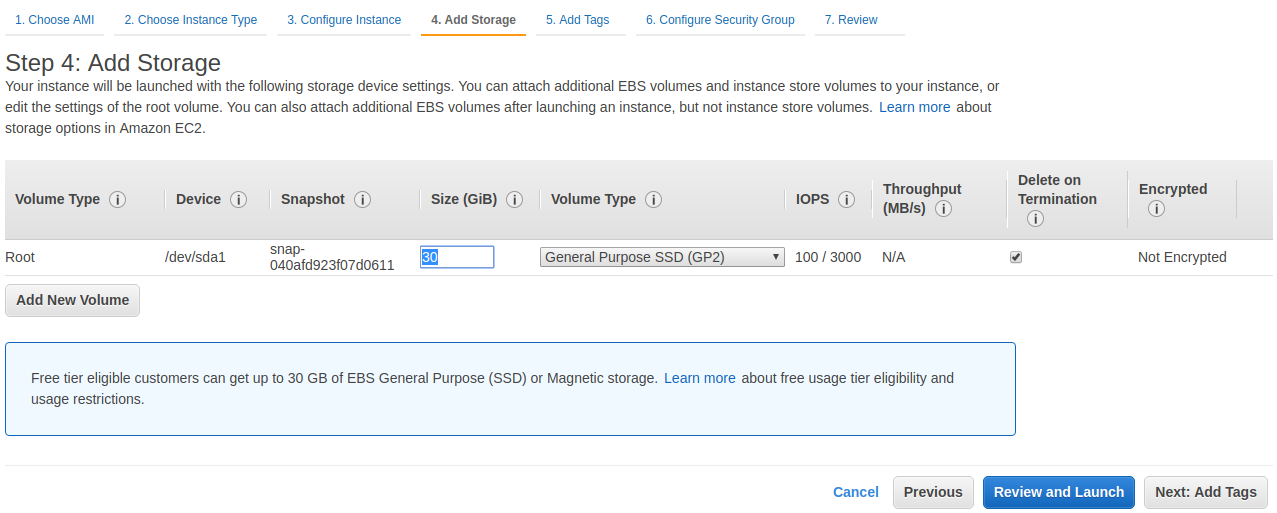 1. Choose AMI 2. Choose Instance Type 3. Configure Instance 4. Add Storage 5. Add Tags 6. Configure Security Group 7. Review
Step 4: Add Storage
Your instance will be launched with the following storage device settings. You can attach additional EBS volumes and instance store volumes to your instance, or
edit the settings of the root volume. You can also attach additional EBS volumes after launching an instance, but not instance store volumes. Learn more about
storage options in Amazon EC2.
Volume Type i Device i Snapshot i Size (GiB) i Volume Type i IOPS i Throughput (MB/s) i Delete on Termination i Encrypted i
Root /dev/sda1 snap-040afd923f07d0611 30 General Purpose SSD (GP2) 100 / 3000 N/A Not Encrypted
Add New Volume
Free tier eligible customers can get up to 30 GB of EBS General Purpose (SSD) or Magnetic storage. Learn more about free usage tier eligibility and
usage restrictions.
Cancel Previous Review and Launch Next: Add Tags